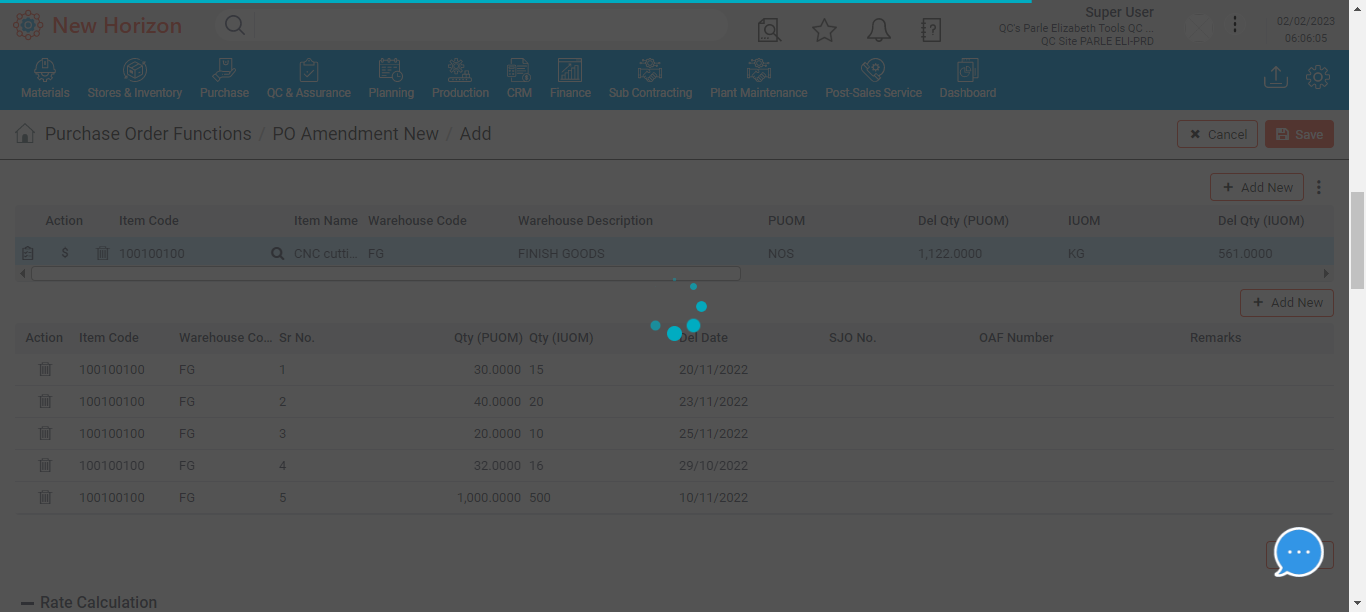 New Horizon
Super User
QC's Parle Elizabeth Tools QC ...
QC Site PARLE ELI-PRD
02/02/2023
06:06:05
Materials Stores & Inventory Purchase QC & Assurance Planning Production CRM Finance Sub Contracting Plant Maintenance Post-Sales Service Dashboard
Purchase Order Functions / PO Amendment New / Add
Cancel Save
Add New
Action Item Code Item Name Warehouse Code Warehouse Description PUOM Del Qty (PUOM) IUOM Del Qty (IUOM)
$ 100100100 CNC cutti... FG FINISH GOODS NOS 1,122.0000 KG 561.0000
Add New
Action Item Code Warehouse Co... Sr No. Qty (PUOM) Qty (IUOM) Del Date SJO No. OAF Number Remarks
100100100 FG 1 30.0000 15 20/11/2022
100100100 FG 2 40.0000 20 23/11/2022
100100100 FG 3 20.0000 10 25/11/2022
100100100 FG 4 32.0000 16 29/10/2022
100100100 FG 5 1,000.0000 500 10/11/2022
Rate Calculation